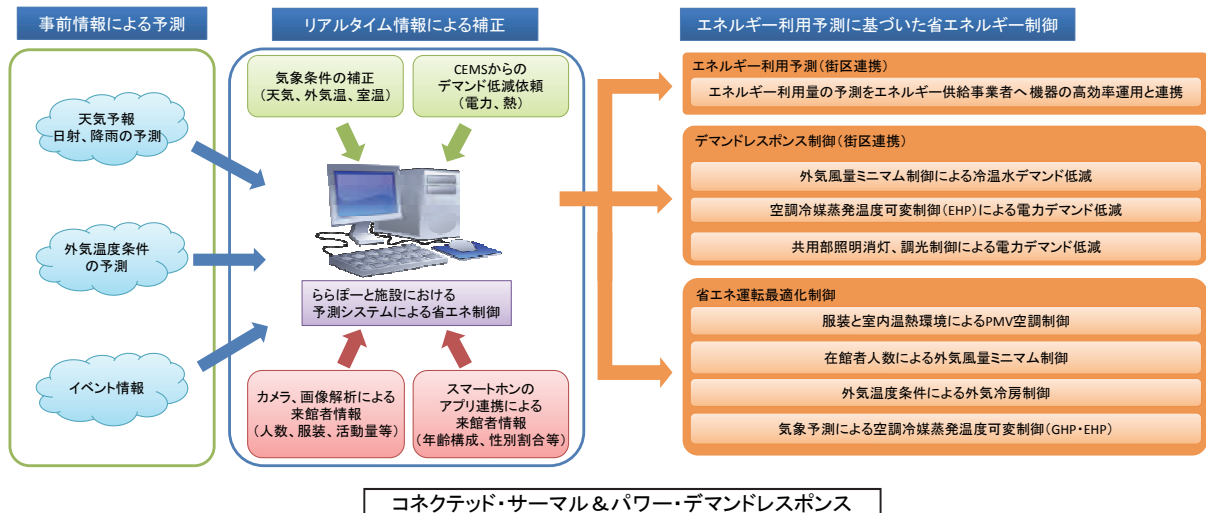 事前情報による予測
天気予報
日射、降雨の予測
外気温度条件
の予測
イベント情報
リアルタイム情報による補正
気象条件の補正
(天気、外気温、室温)
CEMSからの
デマンド低減依頼
(電力、熱)
ららぽーと施設における
予測システムによる省エネ制御
カメラ、画像解析による
来館者情報
(人数、服装、活動量等)
スマートホンの
アプリ連携による
来館者情報
(年齢構成、性別割合等)
エネルギー利用予測に基づいた省エネルギー制御
エネルギー利用予測(街区連携)
エネルギー利用量の予測をエネルギー供給事業者へ機器の高効率運用と連携
デマンドレスポンス制御(街区連携)
外気風量ミニマム制御による冷温水デマンド低減
空調冷媒蒸発温度可変制御(EHP)による電力デマンド低減
共用部照明消灯、調光制御による電力デマンド低減
省エネ運転最適化制御
服装と室内温熱環境によるPMV空調制御
在館者人数による外気風量ミニマム制御
外気温度条件による外気冷房制御
気象予測による空調冷媒蒸発温度可変制御(GHP・EHP)
コネクテッド・サーマル&パワー・デマンドレスポンス